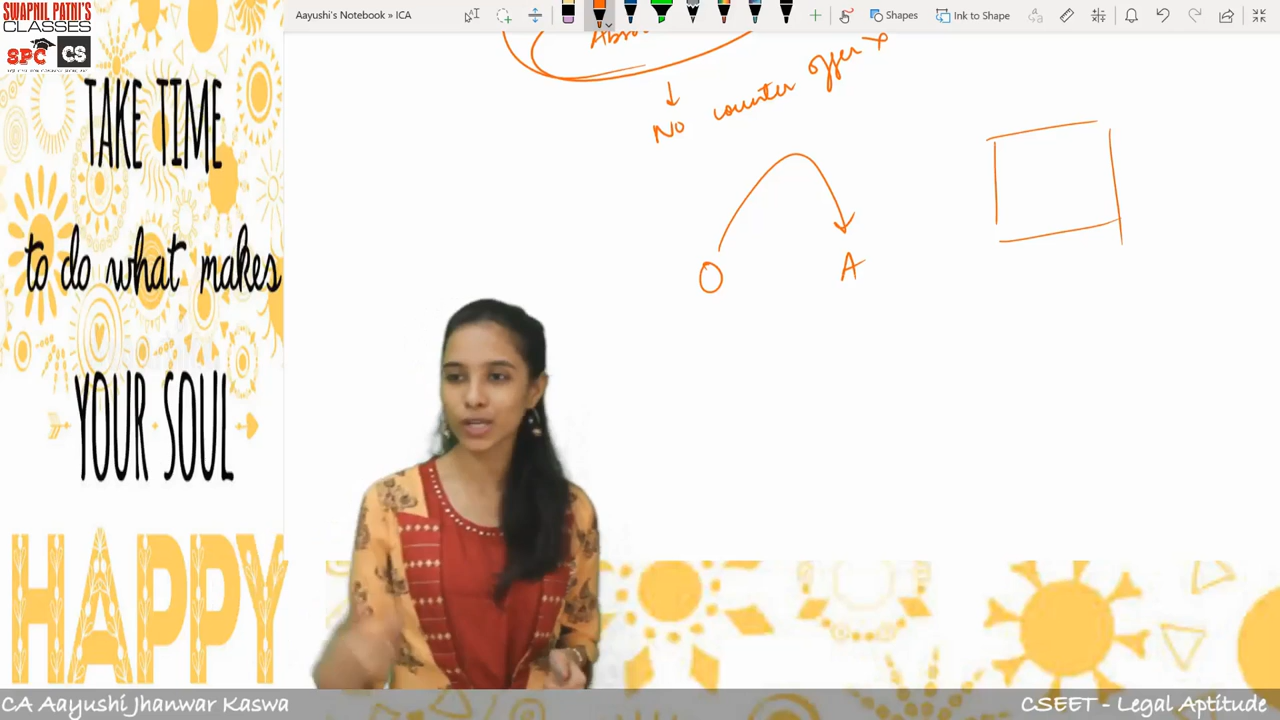 SWAPNIL PATNI'S
CLASSES
SPC CS
TAKE TIME
to do what makes
YOUR SOUL
HAPPY
Aayushi's Notebook » ICA
Shapes
Ink to Shape
No counter offer x
O A
CA Aayushi Jhanwar Kaswa
CSEET - Legal Aptitude